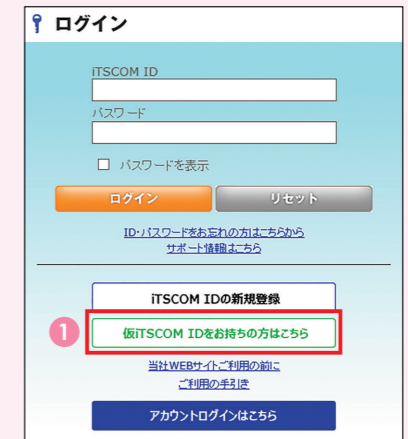 ログイン
iTSCOM ID
パスワード
パスワードを表示
ログイン リセット
ID・パスワードをお忘れの方はこちらから
サポート情報はこちら
iTSCOM IDの新規登録
1 仮iTSCOM IDをお持ちの方はこちら
当社WEBサイトご利用の前に
ご利用の手引き
アカウントログインはこちら